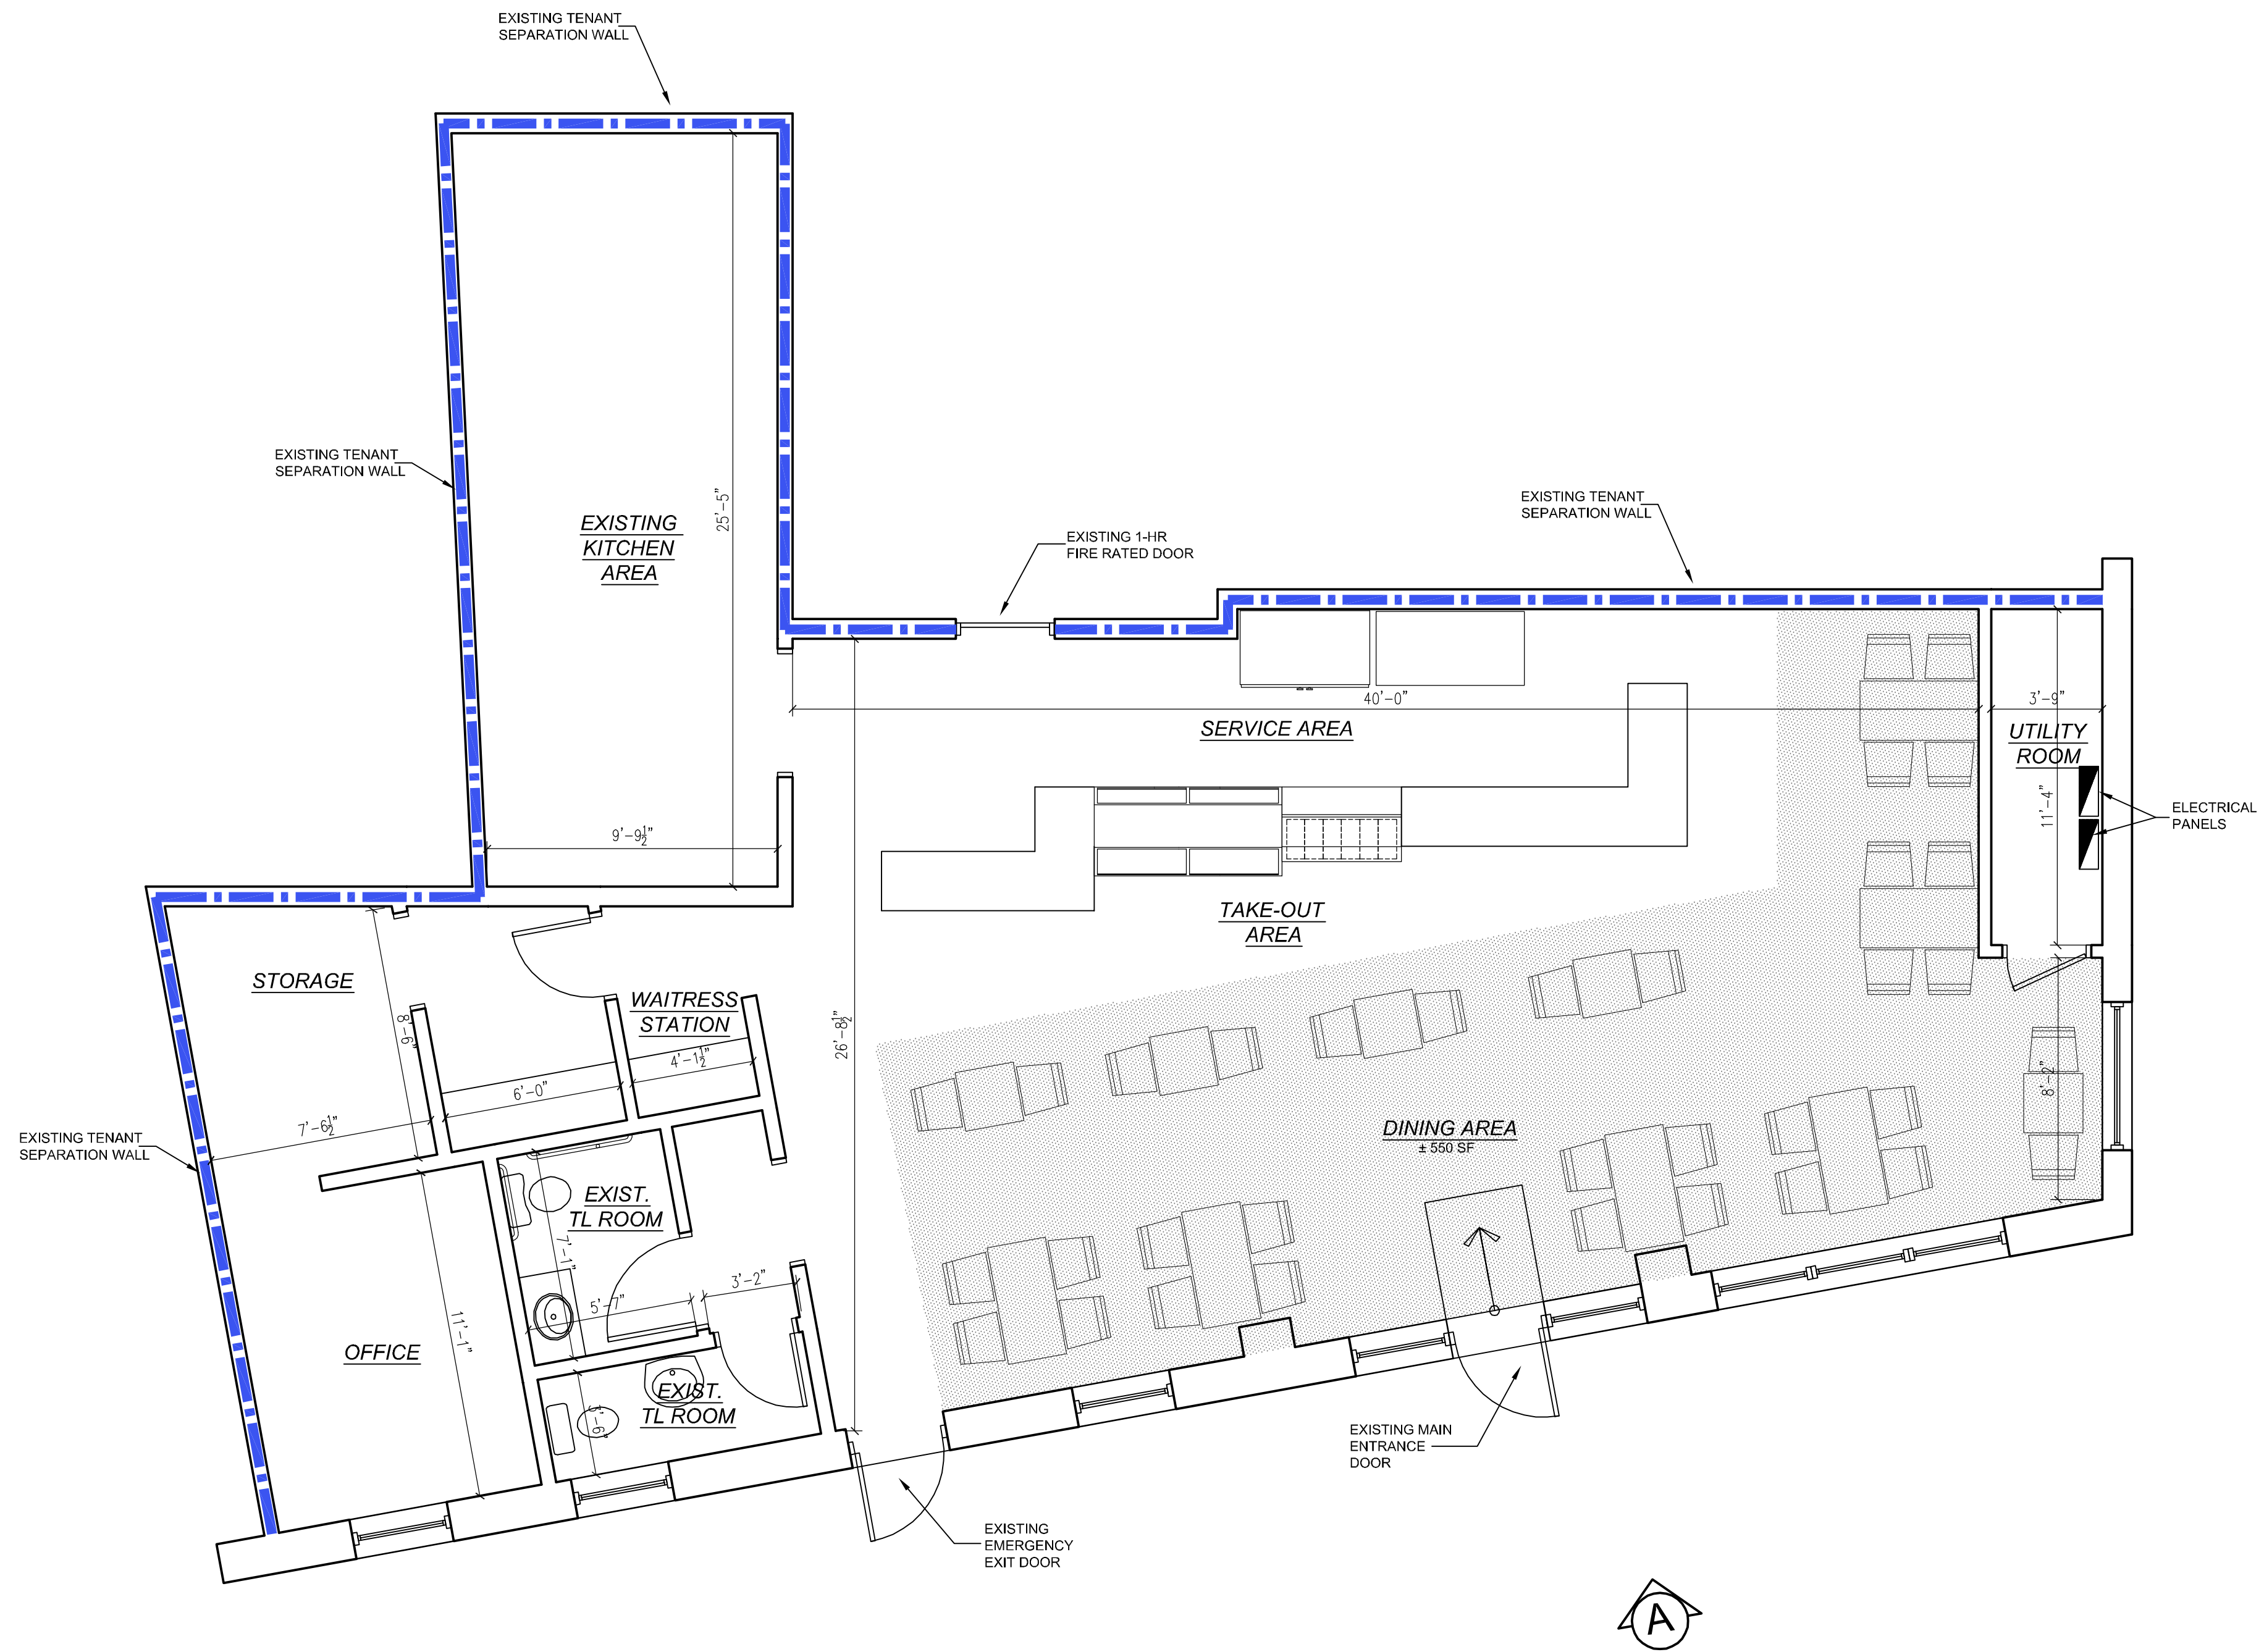 EXISTING TENANT
SEPARATION WALL
EXISTING TENANT
SEPARATION WALL
25'-5"
EXISTING
KITCHEN
AREA
EXISTING 1-HR
FIRE RATED DOOR
EXISTING TENANT
SEPARATION WALL
40'-0"
SERVICE AREA
3'-9"
UTILITY
ROOM
11'-4"
ELECTRICAL
PANELS
9'-9½"
TAKE-OUT
AREA
STORAGE
WAITRESS
STATION
8'-6"
4'-1½"
6'-0"
7'-6½"
26'-8½"
EXISTING TENANT
SEPARATION WALL
DINING AREA
± 550 SF
8'-2"
EXIST.
TL ROOM
7'-1"
5'-7"
3'-2"
OFFICE
11'-1"
EXIST.
TL ROOM
3'-6"
EXISTING MAIN
ENTRANCE
DOOR
EXISTING
EMERGENCY
EXIT DOOR
A